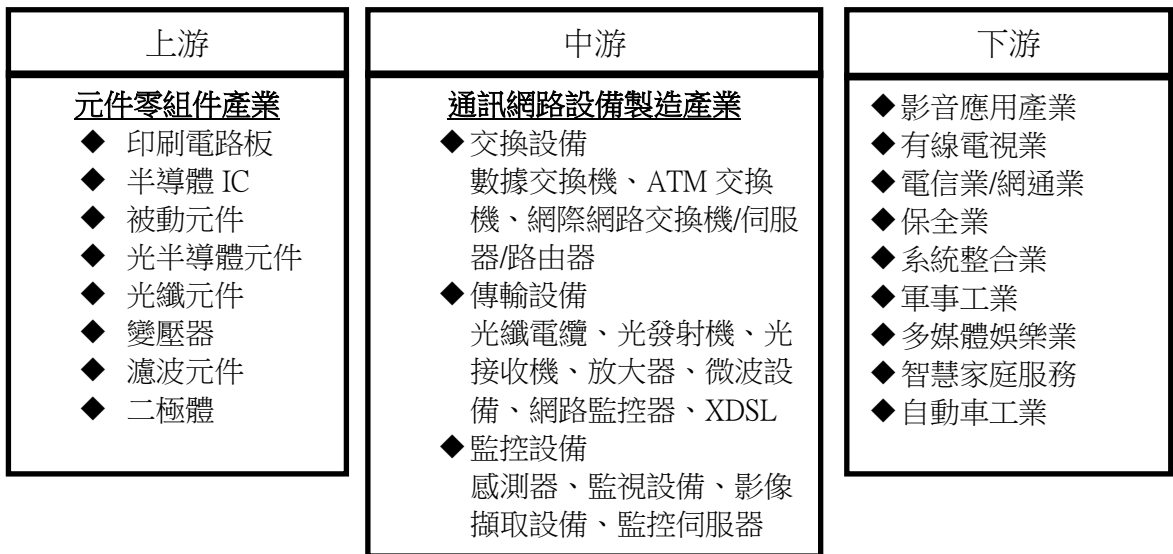 上游
元件零組件產業
◆ 印刷電路板
◆ 半導體 IC
◆ 被動元件
◆ 光半導體元件
◆ 光纖元件
◆ 變壓器
◆ 濾波元件
◆ 二極體
中游
通訊網路設備製造產業
◆交換設備
數據交換機、ATM 交換
機、網際網路交換機/伺服
器/路由器
◆傳輸設備
光纖電纜、光發射機、光
接收機、放大器、微波設
備、網路監控器、XDSL
◆監控設備
感測器、監視設備、影像
擷取設備、監控伺服器
下游
◆影音應用產業
◆有線電視業
◆電信業/網通業
◆保全業
◆系統整合業
◆軍事工業
◆多媒體娛樂業
◆智慧家庭服務
◆自動車工業